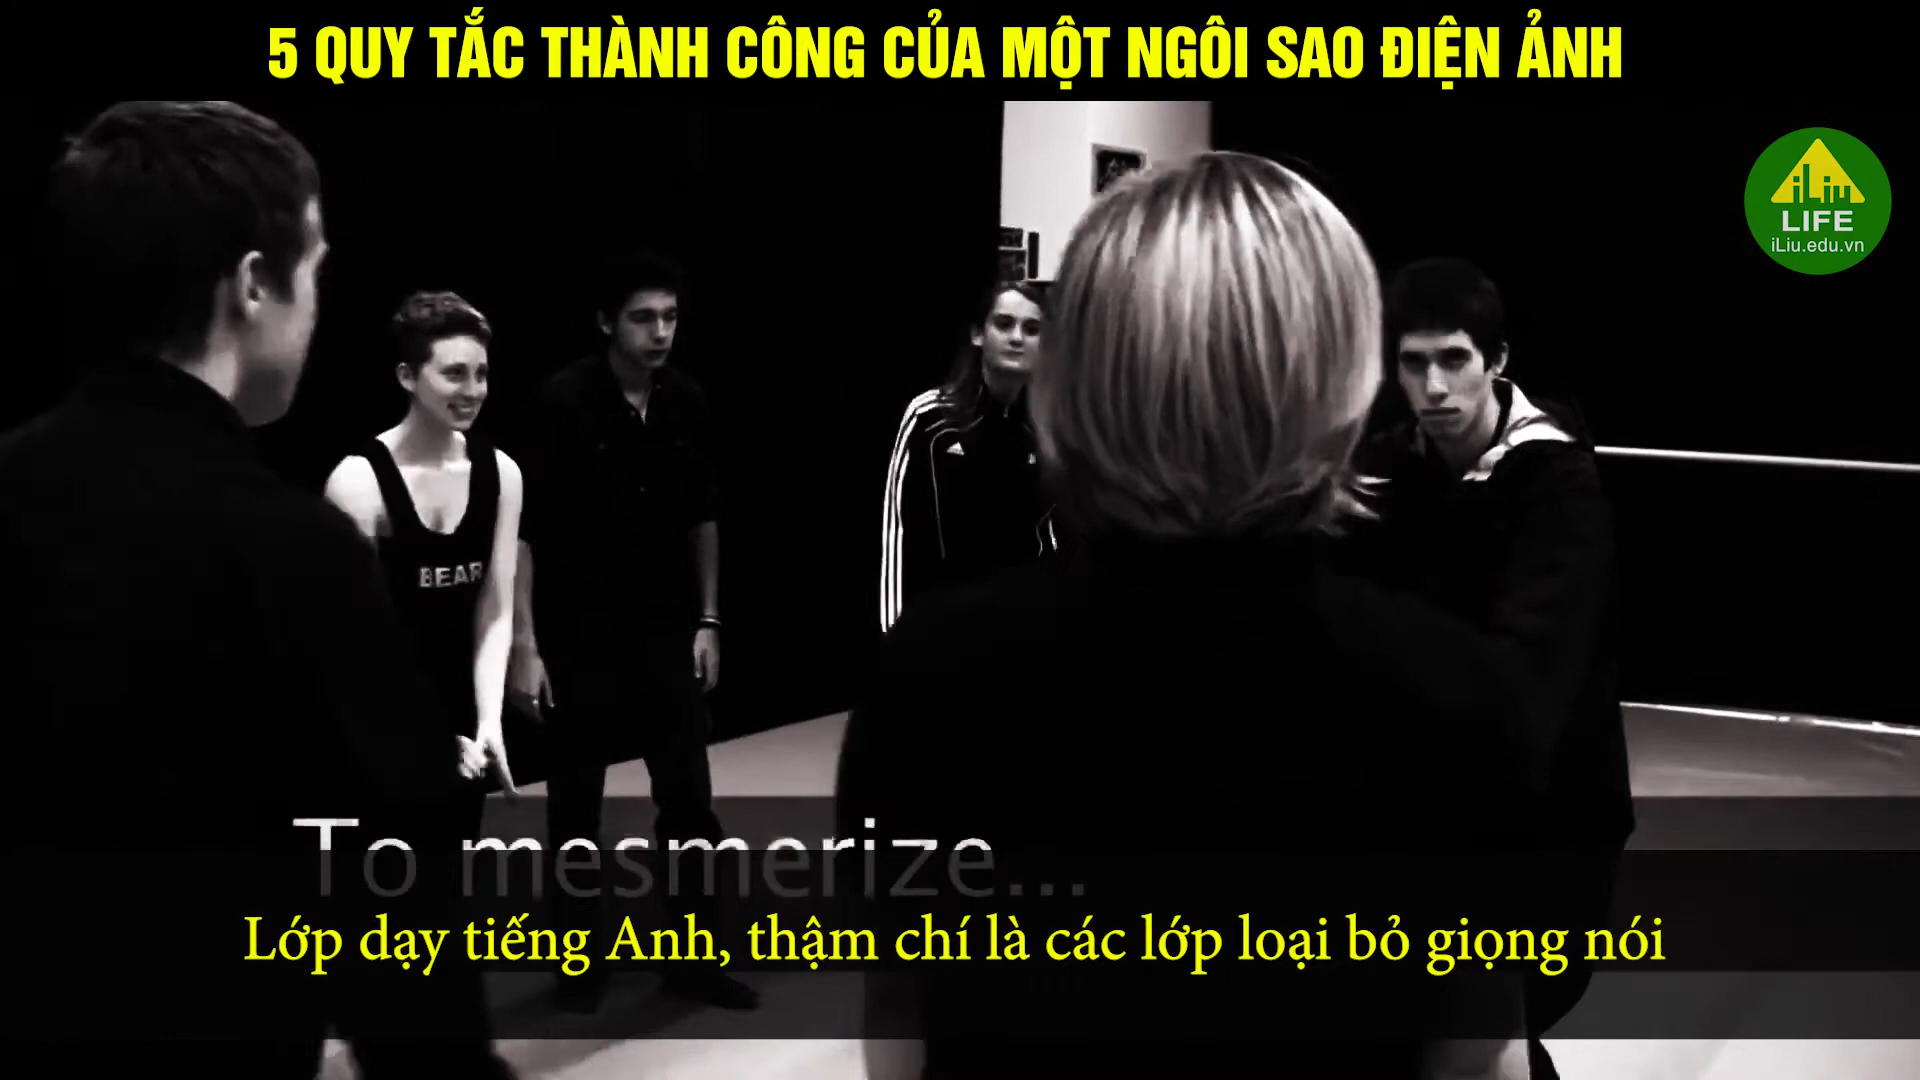 5 QUY TẮC THÀNH CÔNG CỦA MỘT NGÔI SAO ĐIỆN ẢNH
iLiu
LIFE
iLiu.edu.vn
BEAR
To mesmerize...
Lớp dạy tiếng Anh, thậm chí là các lớp loại bỏ giọng nói